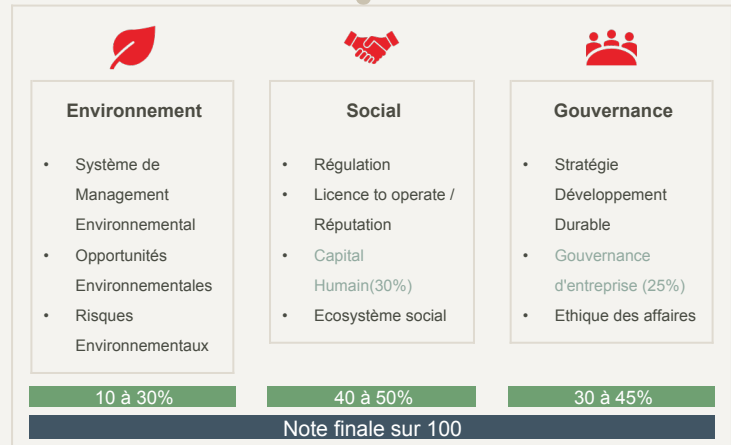 Environnement
• Système de
Management
Environnemental
• Opportunités
Environnementales
• Risques
Environnementaux
10 à 30%
Social
• Régulation
• Licence to operate /
Réputation
• Capital
Humain(30%)
• Ecosystème social
40 à 50%
Gouvernance
• Stratégie
Développement
Durable
• Gouvernance
d'entreprise (25%)
• Ethique des affaires
30 à 45%
Note finale sur 100